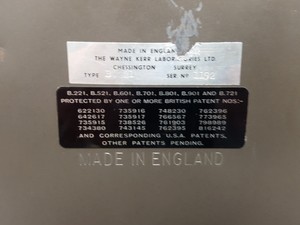 MADE IN ENGLAND
THE WAYNE KERR LABORATORIES LTD
CHESSINGTON SURREY
TYPE SER NO
B.221, B.521, B.601, B.701, B.801, B.901 AND B.721
PROTECTED BY ONE OR MORE BRITISH PATENT NOS:-
622130 735916 748230 762396
642617 735917 766567 773965
735915 738526 761903 798989
734380 743145 762395 816242
AND CORRESPONDING U.S.A. PATENTS.
OTHER PATENTS PENDING.
MADE IN ENGLAND